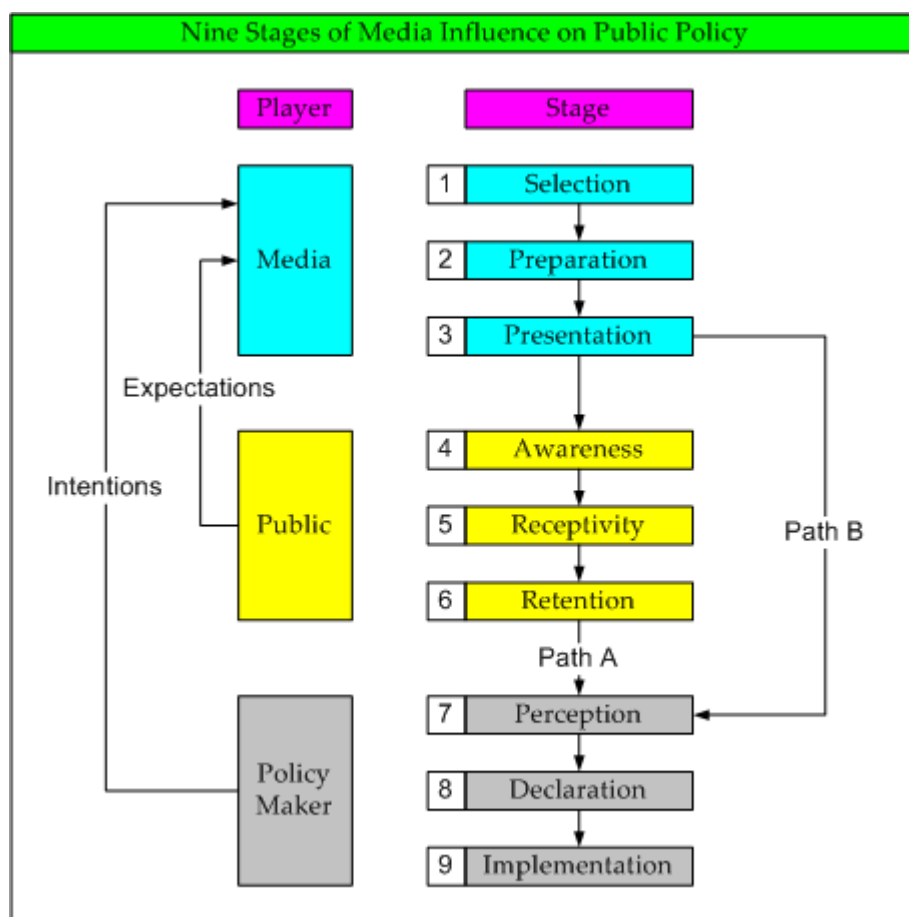 Nine Stages of Media Influence on Public Policy
Player
Stage
1
Selection
Media
2
Preparation
3
Presentation
Expectations
4
Awareness
Intentions
Public
5
Receptivity
Path B
6
Retention
Path A
7
Perception
Policy
Maker
8
Declaration
9
Implementation